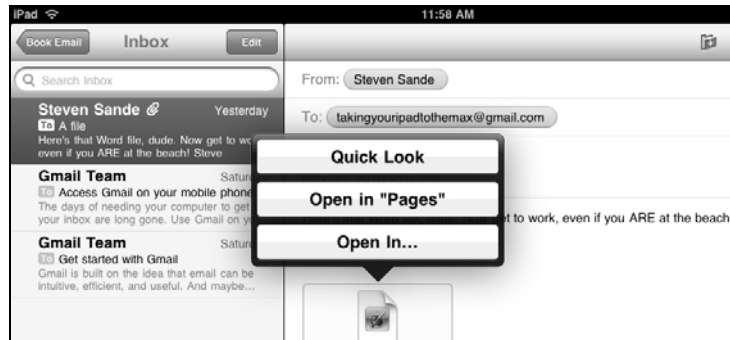 iPad
11:58 AM
Book Email
Inbox
Edit
Search Inbox
Steven Sande
Yesterday
To A file
Here's that Word file, dude. Now get to wo
even if you ARE at the beach! Steve
Gmail Team
Satur
To Access Gmail on your mobile phone
The days of needing your computer to get
your inbox are long gone. Use Gmail on yo
Gmail Team
Satur
To Get started with Gmail
Gmail is built on the idea that email can be
intuitive, efficient, and useful. And maybe…
From: Steven Sande
To: takingyouripadtothemax@gmail.com
Quick Look
Open in "Pages"
Open In...
et to work, even if you ARE at the beach